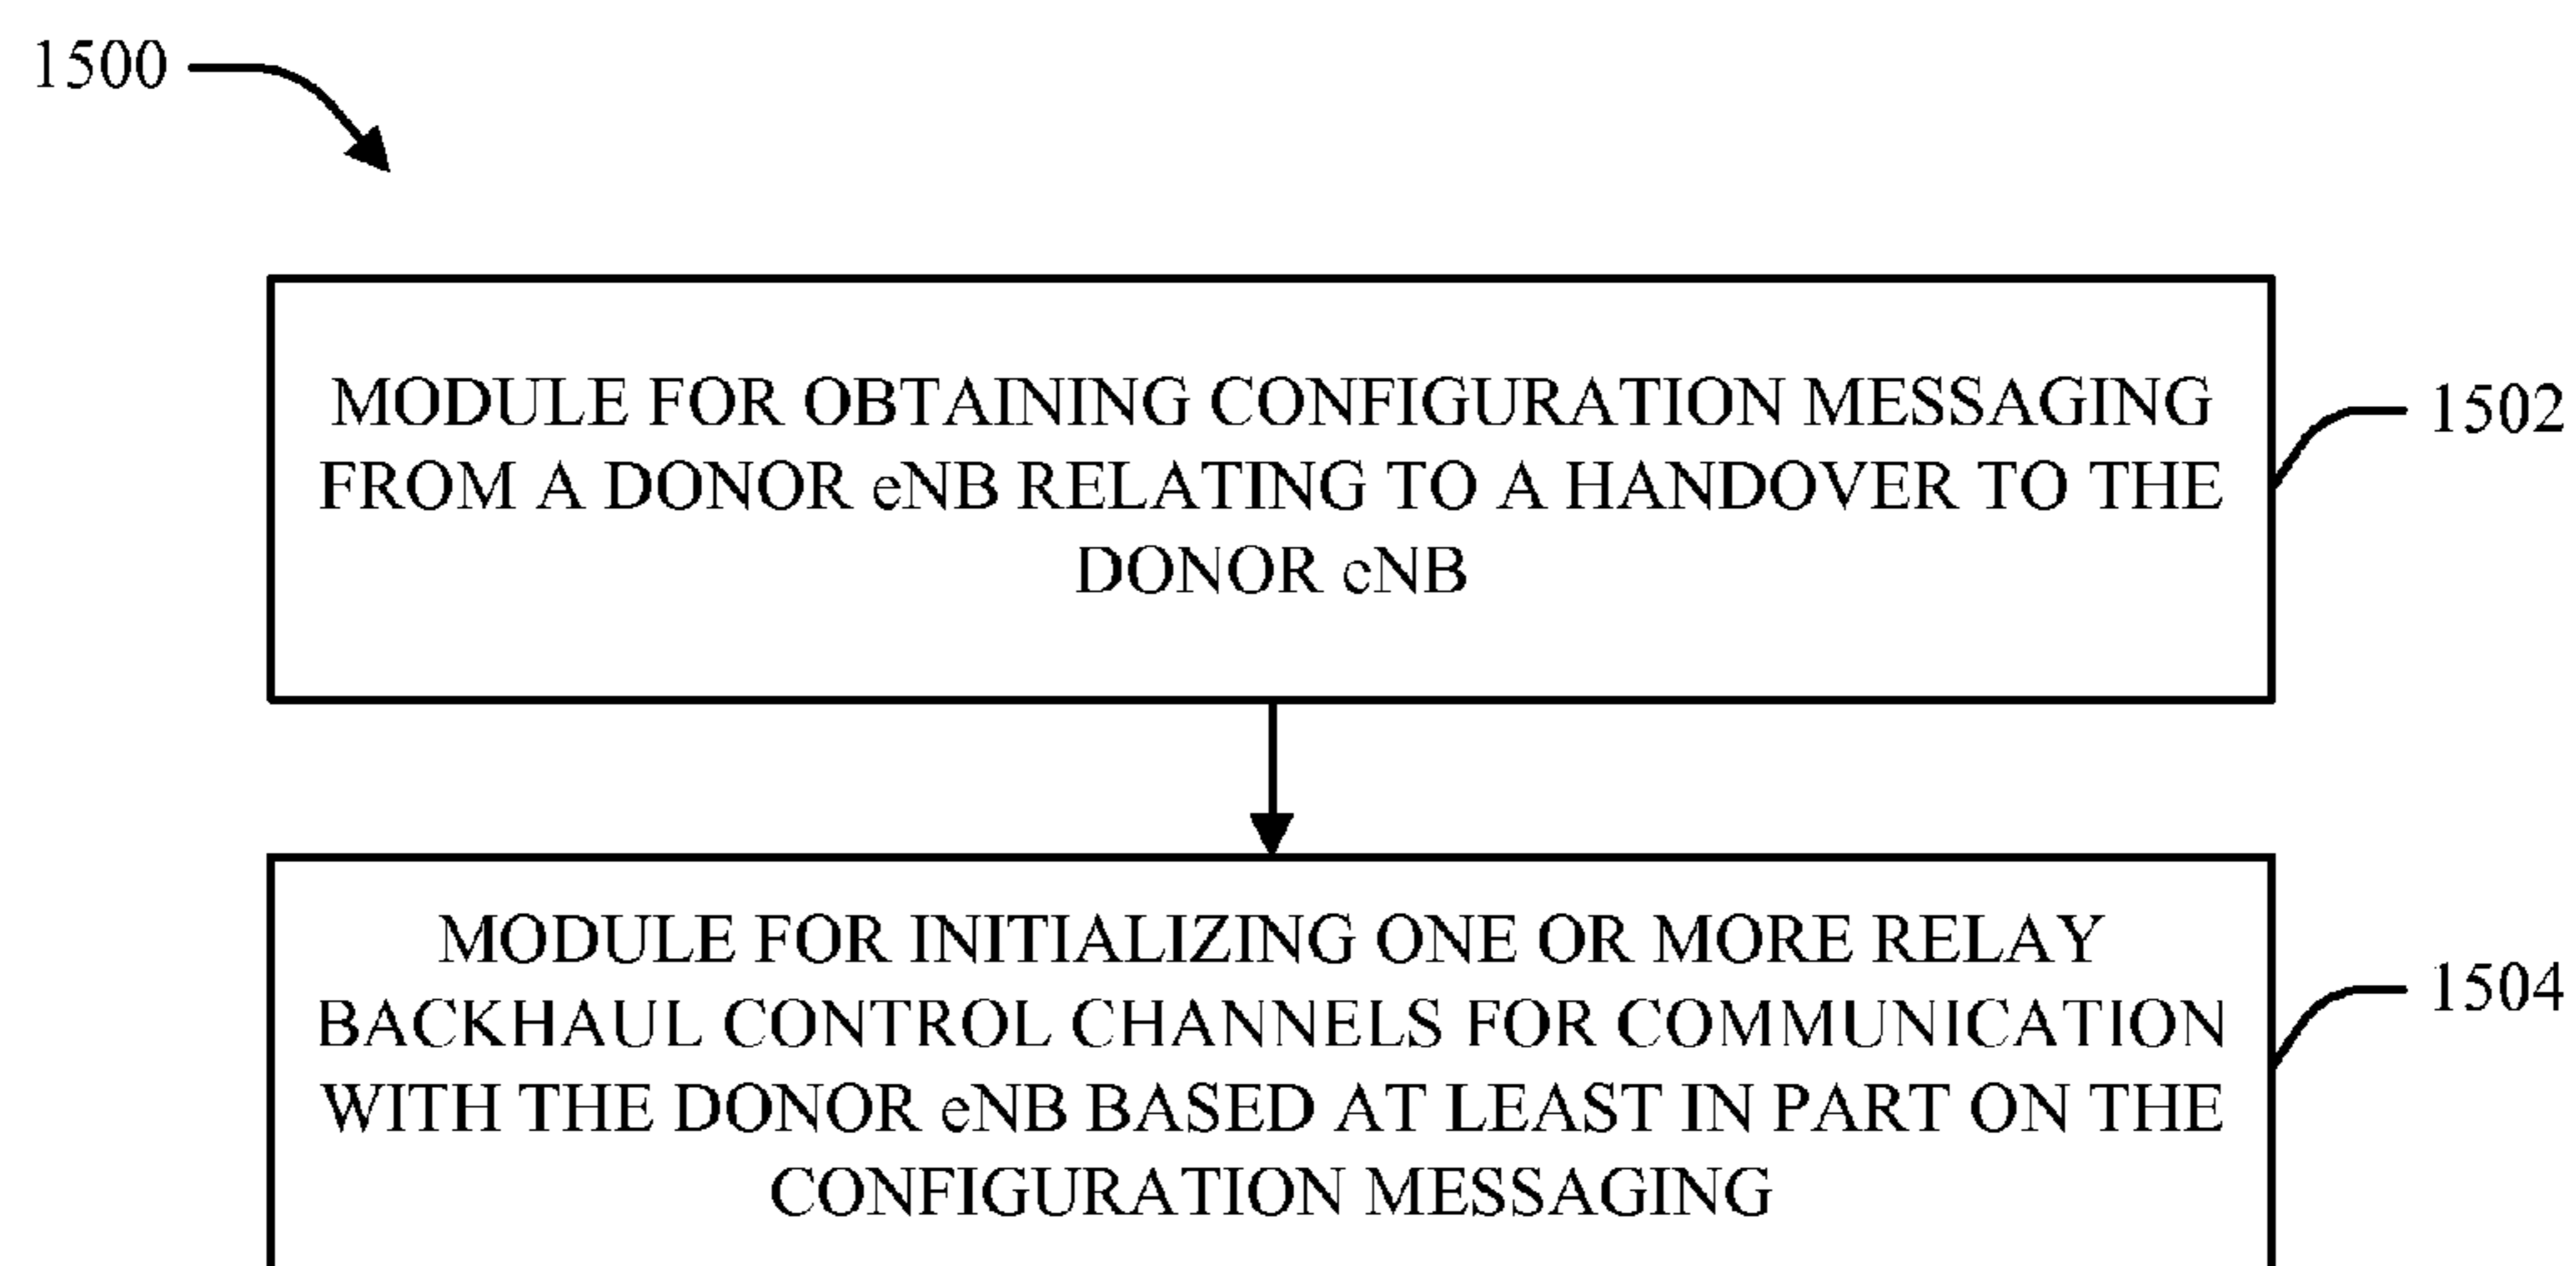 1500
MODULE FOR OBTAINING CONFIGURATION MESSAGING
FROM A DONOR eNB RELATING TO A HANDOVER TO THE
DONOR eNB
1502
MODULE FOR INITIALIZING ONE OR MORE RELAY
BACKHAUL CONTROL CHANNELS FOR COMMUNICATION
WITH THE DONOR eNB BASED AT LEAST IN PART ON THE
CONFIGURATION MESSAGING
1504